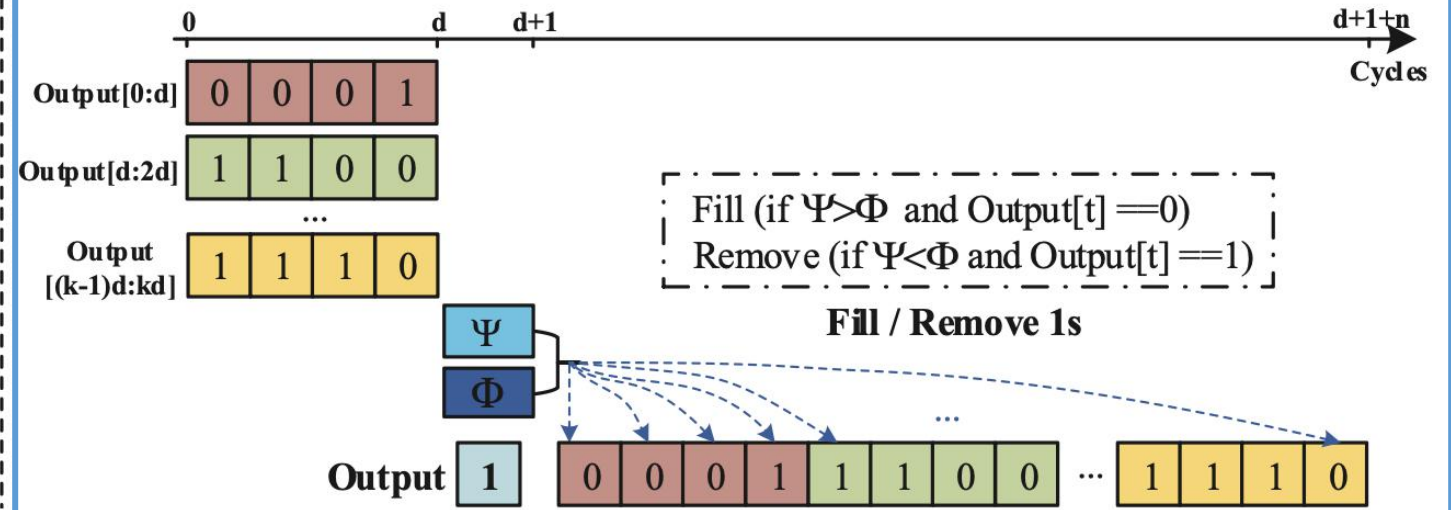 0 d d+1 d+1+n
Cycles
Output[0:d] 0 0 0 1
Output[d:2d] 1 1 0 0
...
Output
[(k-1)d:kd] 1 1 1 0
Fill (if Ψ>Φ and Output[t] ==0)
Remove (if Ψ<Φ and Output[t] ==1)
Fill / Remove 1s
Ψ
Φ
...
Output 1 0 0 0 1 1 1 0 0 ... 1 1 1 0